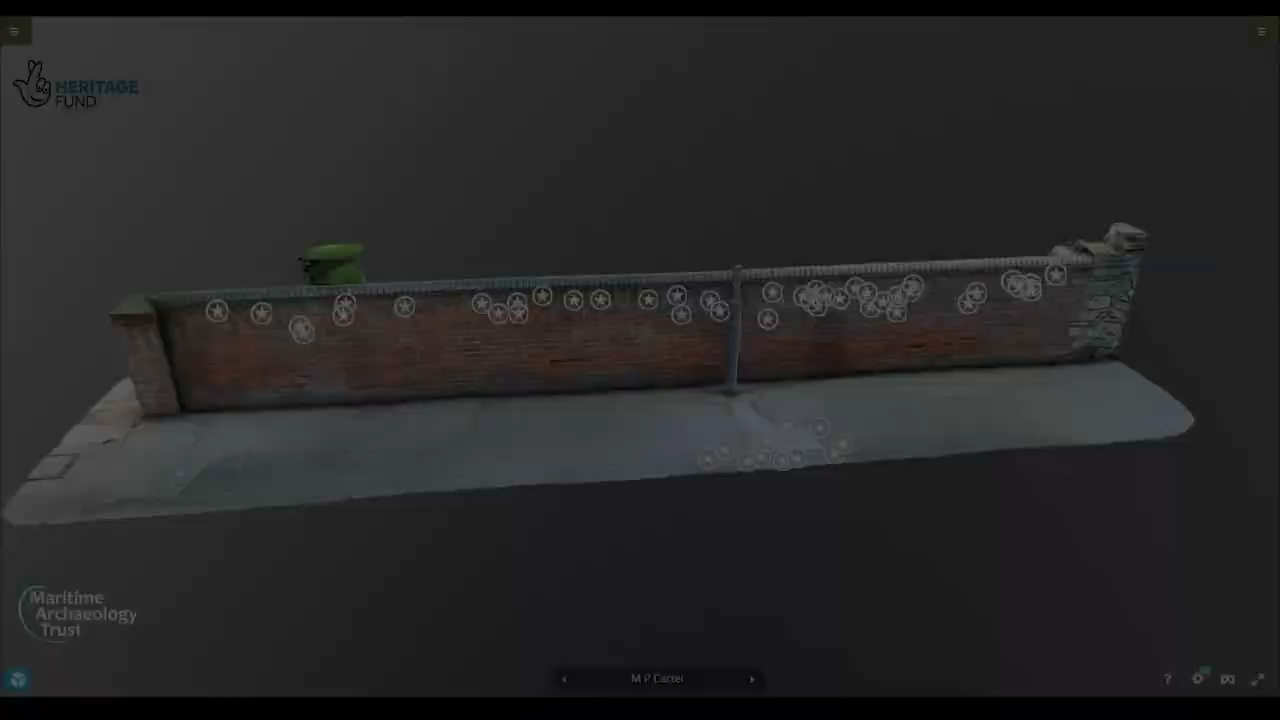 HERITAGE
FUND
Maritime
Archaeology
Trust
M P Carter
?